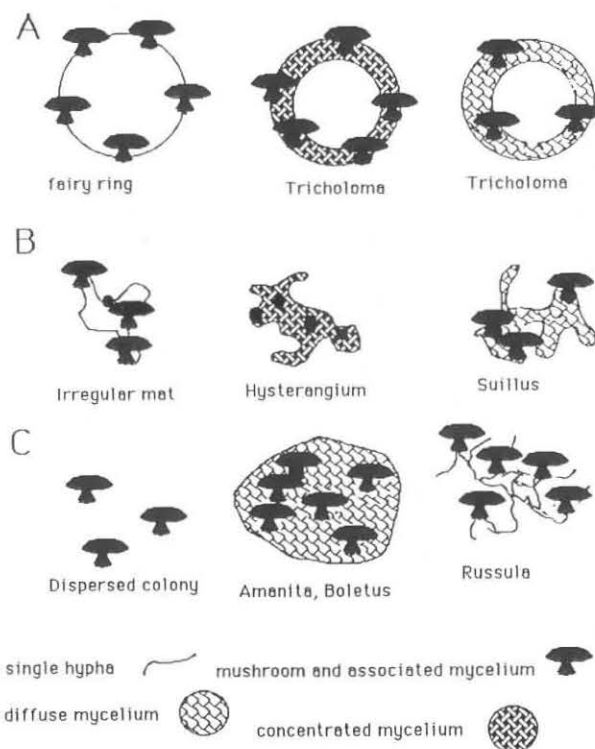 A
fairy ring
Tricholoma
Tricholoma
B
Irregular mat
Hysterangium
Suillus
C
Dispersed colony
Amanita, Boletus
Russula
single hypha
mushroom and associated mycelium
diffuse mycelium
concentrated mycelium